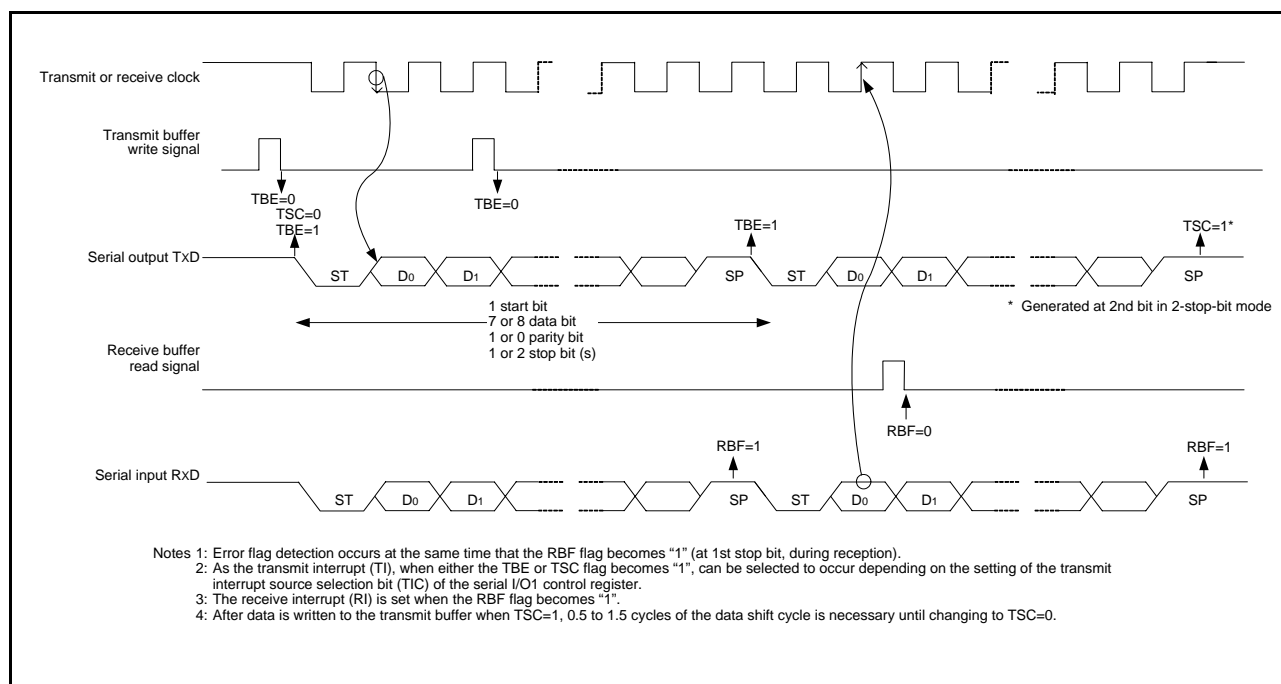 Transmit or receive clock
Transmit buffer
write signal
TBE=0
TSC=0
TBE=1
TBE=0
TBE=1
TSC=1*
Serial output TXD
ST
D0
D1
SP
ST
D0
D1
SP
1 start bit
7 or 8 data bit
1 or 0 parity bit
1 or 2 stop bit (s)
* Generated at 2nd bit in 2-stop-bit mode
Receive buffer
read signal
RBF=0
RBF=1
RBF=1
Serial input RXD
ST
D0
D1
SP
ST
D0
D1
SP
Notes 1: Error flag detection occurs at the same time that the RBF flag becomes “1” (at 1st stop bit, during reception).
2: As the transmit interrupt (TI), when either the TBE or TSC flag becomes “1”, can be selected to occur depending on the setting of the transmit
interrupt source selection bit (TIC) of the serial I/O1 control register.
3: The receive interrupt (RI) is set when the RBF flag becomes “1”.
4: After data is written to the transmit buffer when TSC=1, 0.5 to 1.5 cycles of the data shift cycle is necessary until changing to TSC=0.